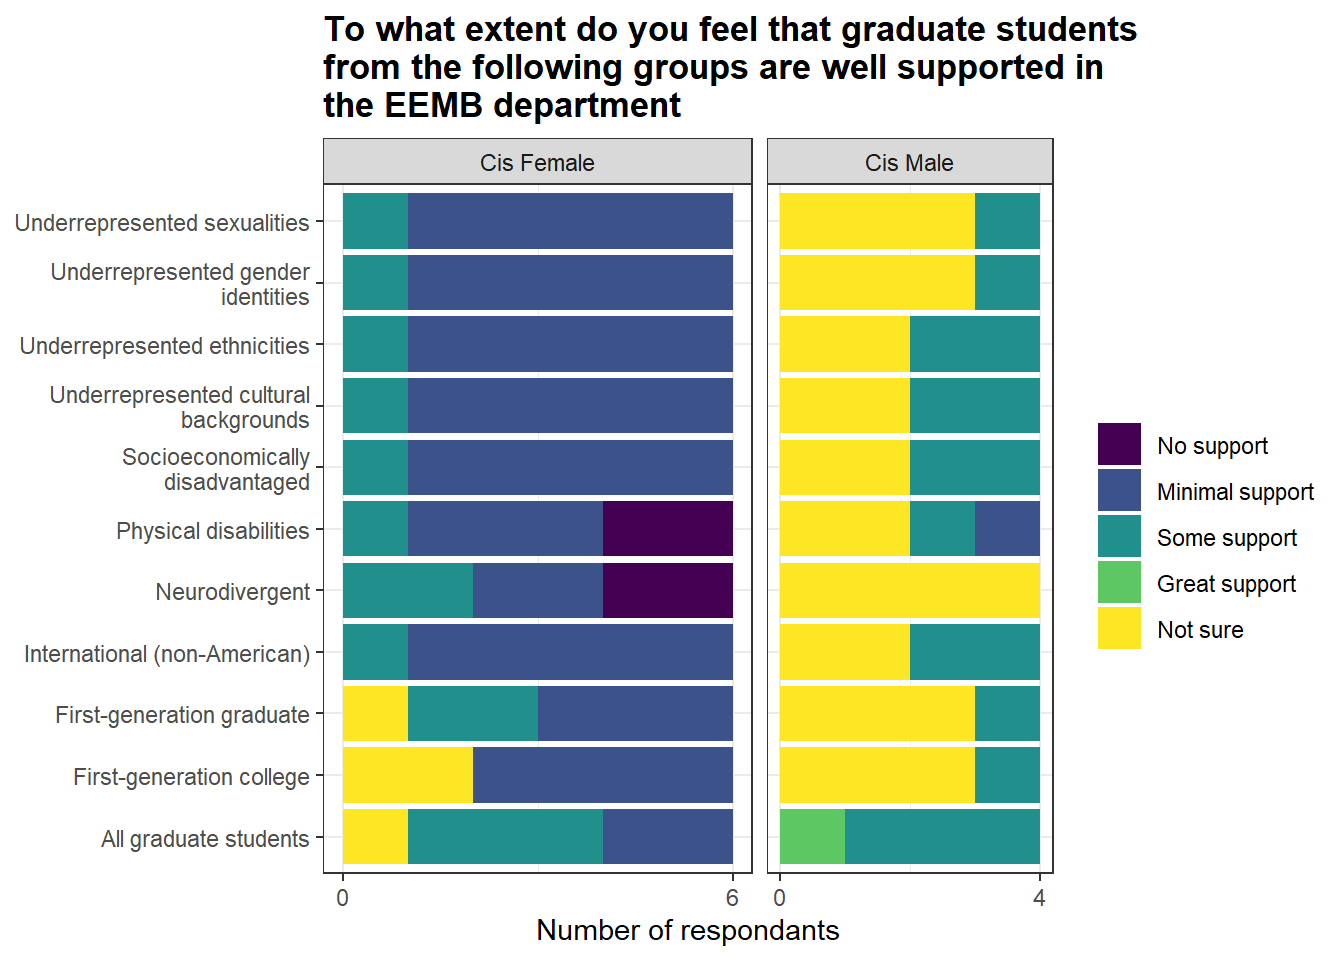 To what extent do you feel that graduate students
from the following groups are well supported in
the EEMB department
Cis Female
Cis Male
Underrepresented sexualities
Underrepresented gender
identities
Underrepresented ethnicities
Underrepresented cultural
backgrounds
Socioeconomically
disadvantaged
Physical disabilities
Neurodivergent
International (non-American)
First-generation graduate
First-generation college
All graduate students
No support
Minimal support
Some support
Great support
Not sure
0
6
0
4
Number of respondants